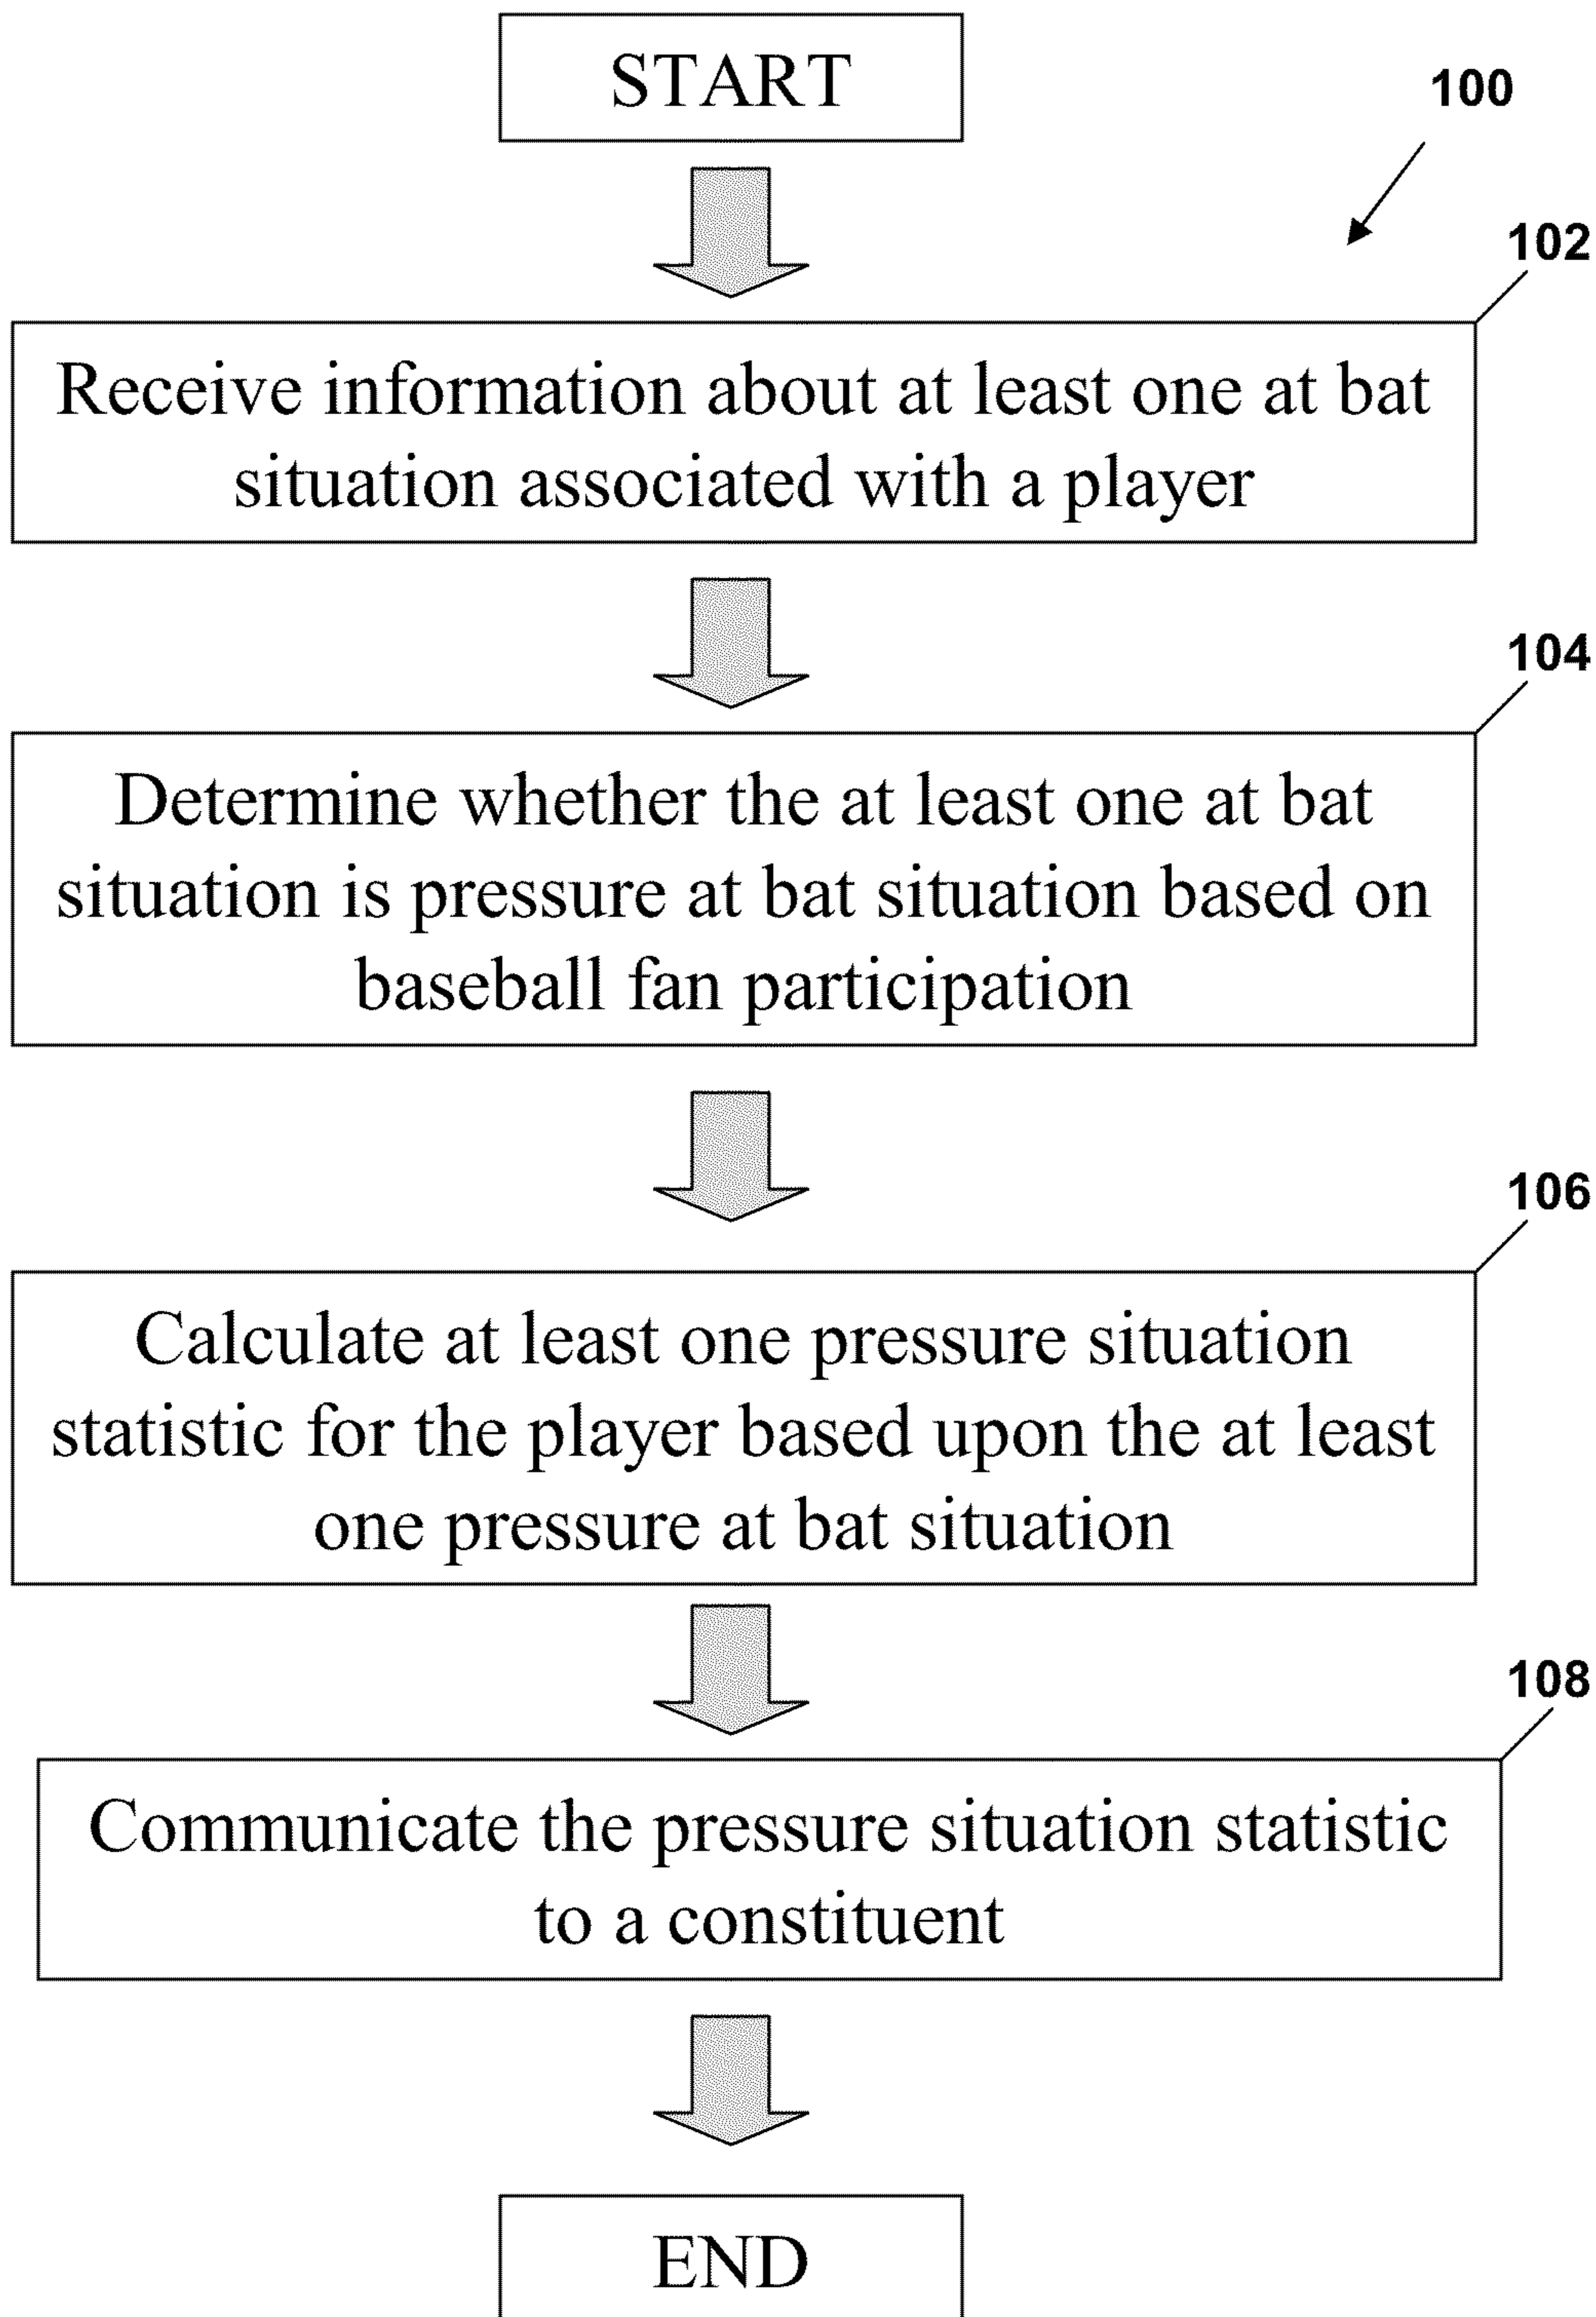 START
100
102
Receive information about at least one at bat
situation associated with a player
104
Determine whether the at least one at bat
situation is pressure at bat situation based on
baseball fan participation
106
Calculate at least one pressure situation
statistic for the player based upon the at least
one pressure at bat situation
108
Communicate the pressure situation statistic
to a constituent
END